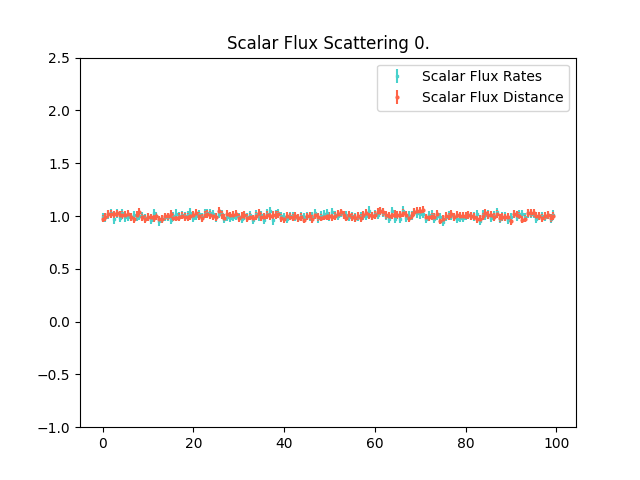 Scalar Flux Scattering 0.
Scalar Flux Rates
Scalar Flux Distance
2.5
2.0
1.5
1.0
0.5
0.0
−0.5
−1.0
0 20 40 60 80 100